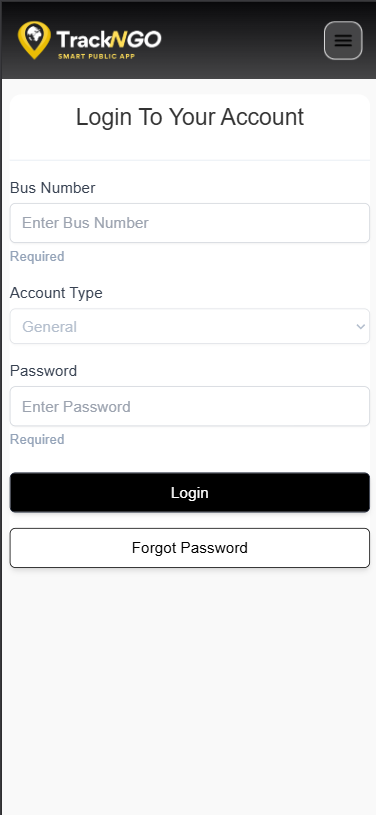 TrackNGO
SMART PUBLIC APP
Login To Your Account
Bus Number
Enter Bus Number
Required
Account Type
General
Password
Enter Password
Required
Login
Forgot Password